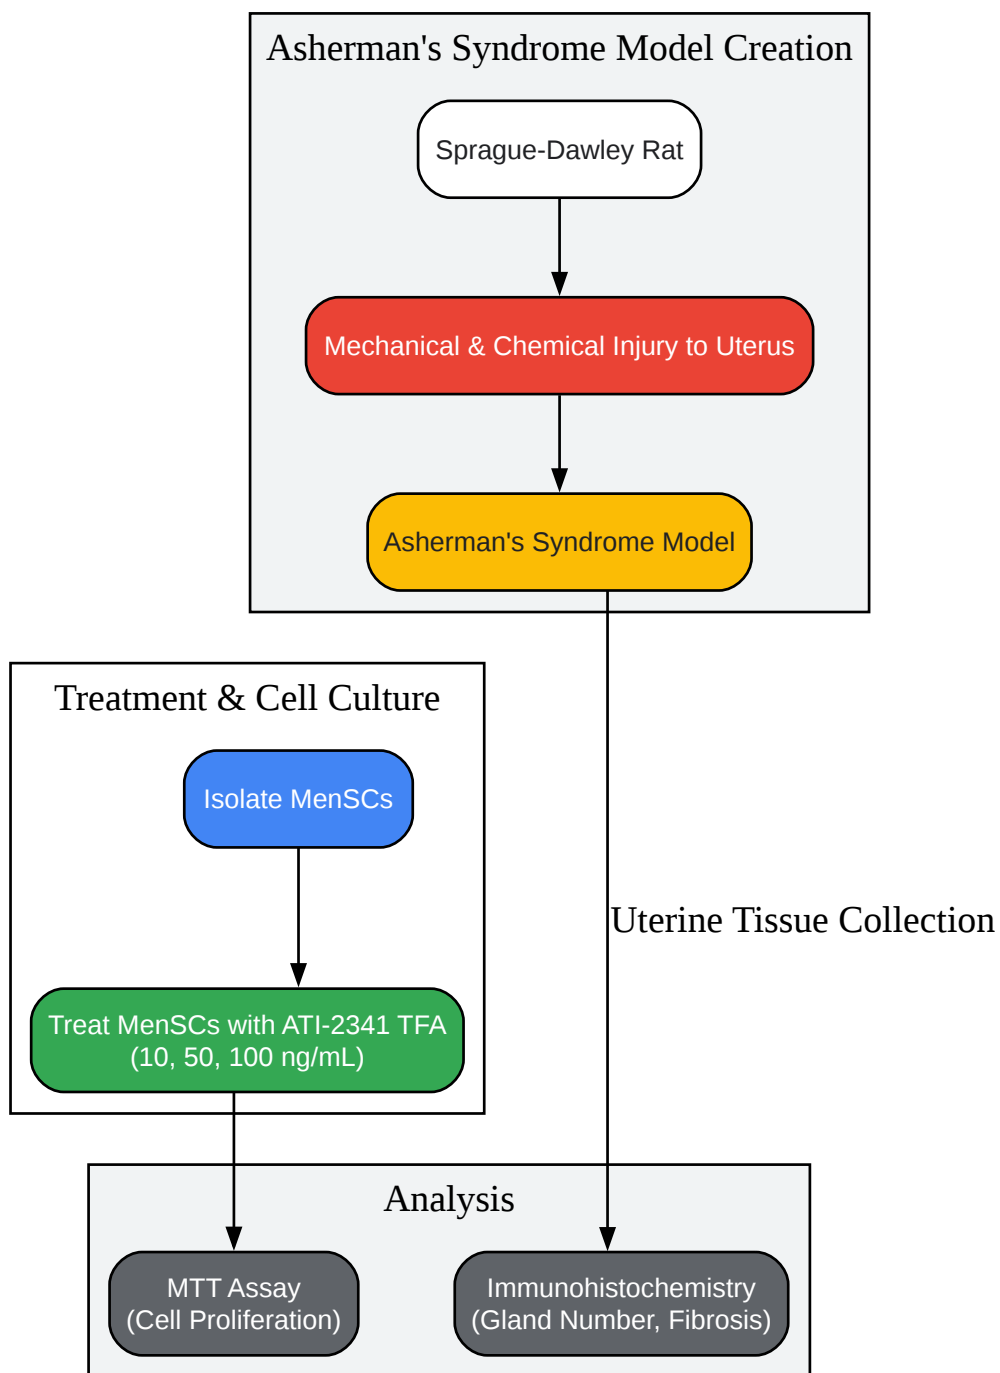 Asherman's Syndrome Model Creation
Sprague-Dawley Rat
Mechanical & Chemical Injury to Uterus
Asherman's Syndrome Model
Treatment & Cell Culture
Isolate MenSCs
Uterine Tissue Collection
Treat MenSCs with ATI-2341 TFA
(10, 50, 100 ng/mL)
Analysis
MTT Assay
(Cell Proliferation)
Immunohistochemistry
(Gland Number, Fibrosis)